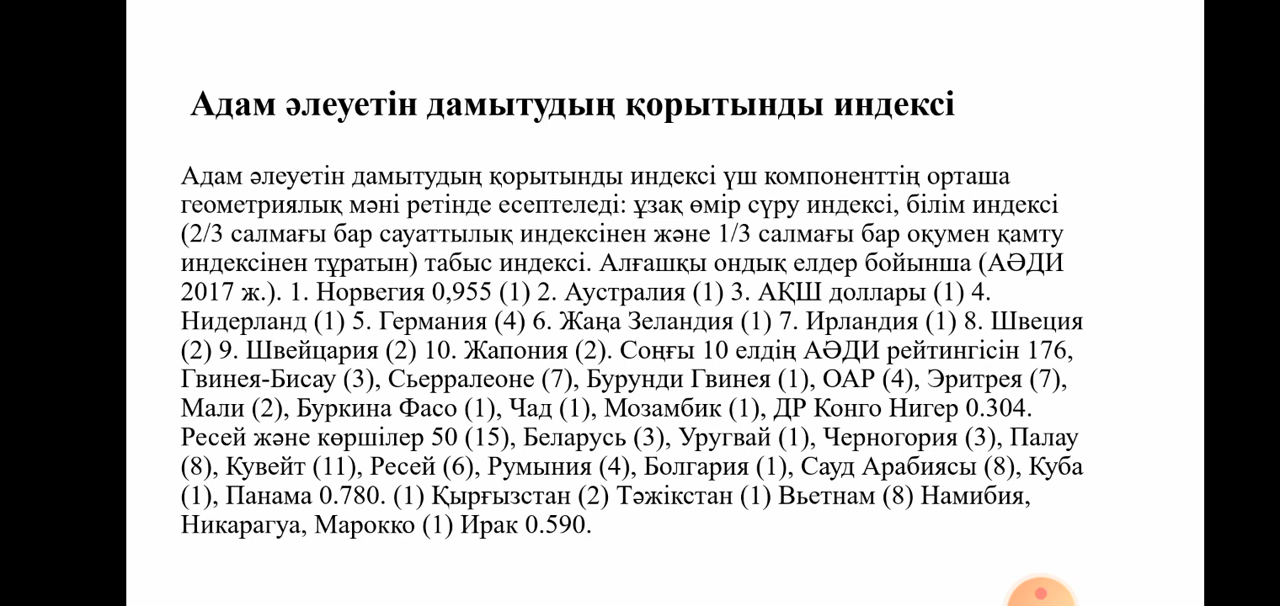 Адам әлеуетін дамытудың қорытынды индексі
Адам әлеуетін дамытудың қорытынды индексі үш компоненттің орташа
геометриялық мәні ретінде есептеледі: ұзақ өмір сүру индексі, білім индексі
(2/3 салмағы бар сауаттылық индексінен және 1/3 салмағы бар оқумен қамту
индексінен тұратын) табыс индексі. Алғашқы ондық елдер бойынша (АӘДИ
2017 ж.). 1. Норвегия 0,955 (1) 2. Аустралия (1) 3. АҚШ доллары (1) 4.
Нидерланд (1) 5. Германия (4) 6. Жаңа Зеландия (1) 7. Ирландия (1) 8. Швеция
(2) 9. Швейцария (2) 10. Жапония (2). Соңғы 10 елдің АӘДИ рейтингісін 176,
Гвинея-Бисау (3), Сьерралеоне (7), Бурунди Гвинея (1), ОАР (4), Эритрея (7),
Мали (2), Буркина Фасо (1), Чад (1), Мозамбик (1), ДР Конго Нигер 0.304.
Ресей және көршілер 50 (15), Беларусь (3), Уругвай (1), Черногория (3), Палау
(8), Кувейт (11), Ресей (6), Румыния (4), Болгария (1), Сауд Арабиясы (8), Куба
(1), Панама 0.780. (1) Қырғызстан (2) Тәжікстан (1) Вьетнам (8) Намибия,
Никарагуа, Марокко (1) Ирак 0.590.